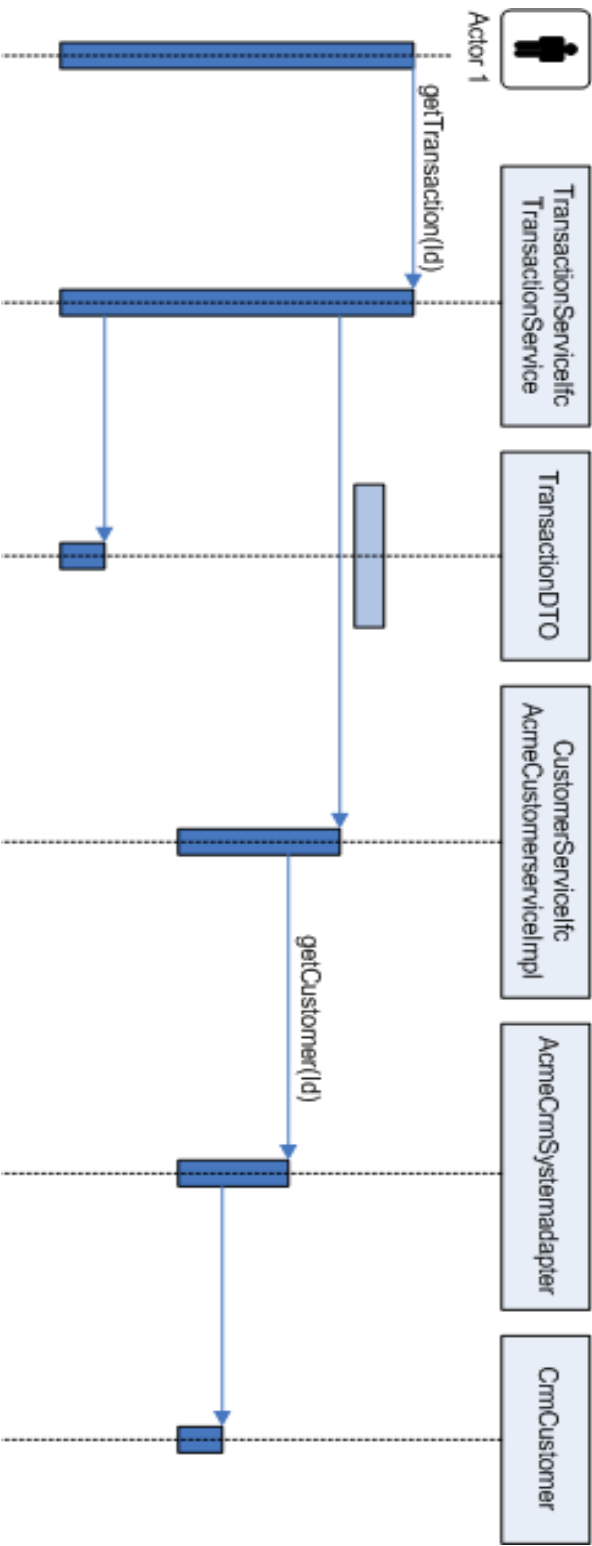 Actor 1
TransactionServiceIfc
TransactionService
TransactionDTO
CustomerServiceIfc
AcmeCustomerserviceImpl
AcmeCrmSystemadapter
CrmCustomer
getTransaction(Id)
getCustomer(Id)